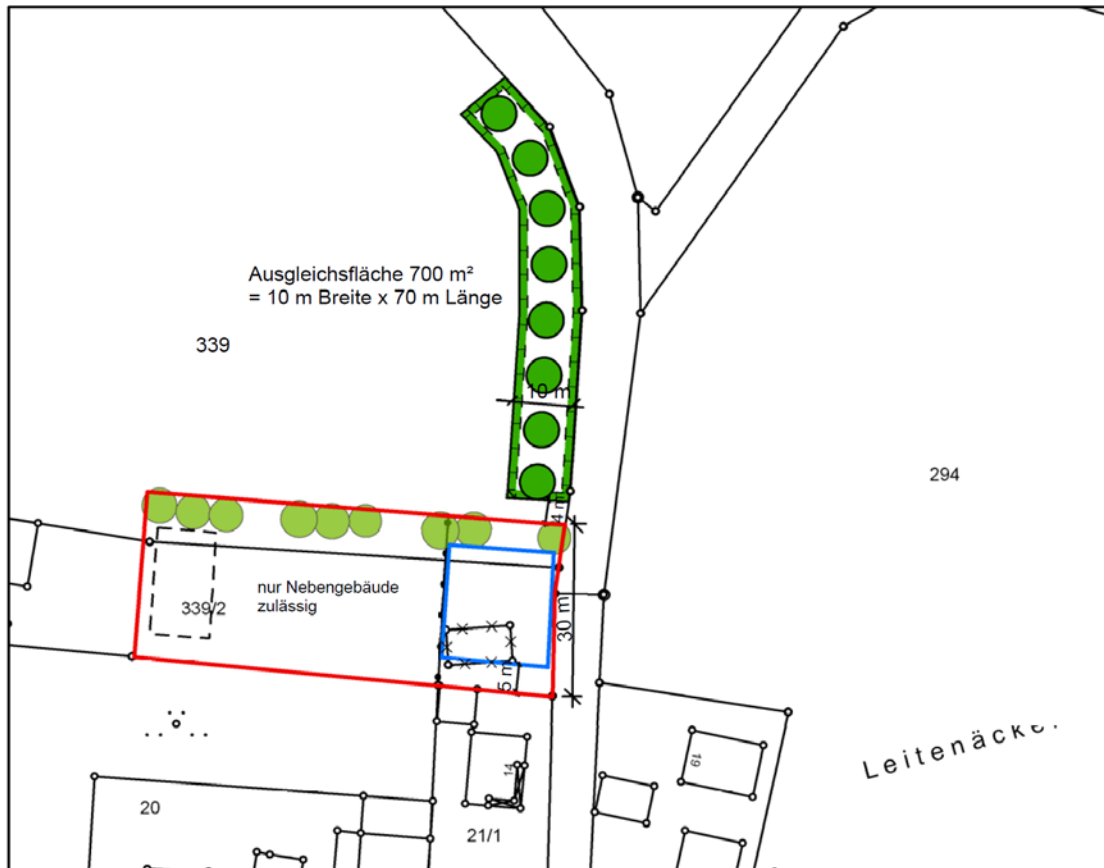 Ausgleichsfläche 700 m²
= 10 m Breite x 70 m Länge
339
10 m
294
4 m
nur Nebengebäude
zulässig
339/2
30 m
5 m
Leitenäcker
19
14
20
21/1